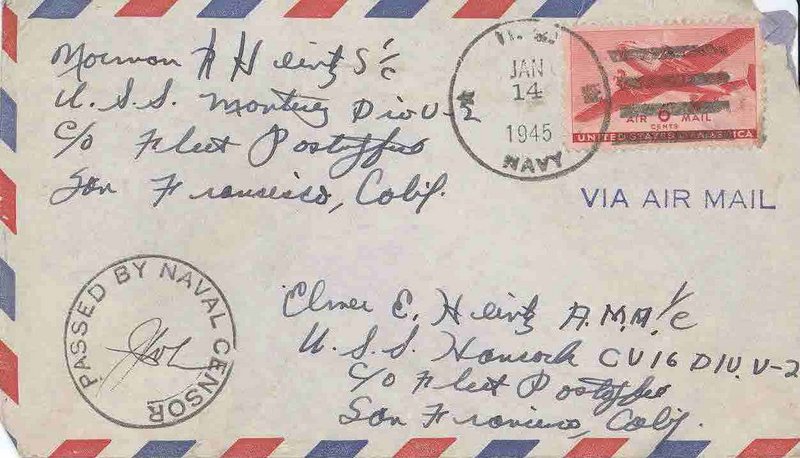 Norman A Heintz S 1/c
U.S.S. Monterey Div V-2
c/o Fleet Postoffice
San Francisco, Calif.
U. S.
JAN
14
1945
NAVY
AIR 6 MAIL
CENTS
UNITED STATES OF AMERICA
VIA AIR MAIL
PASSED BY NAVAL CENSOR
Elmer E. Heintz A.M.M. 1/c
U.S.S. Hancock CV16 DIV. V-2
c/o Fleet Postoffice
San Francisco, Calif.